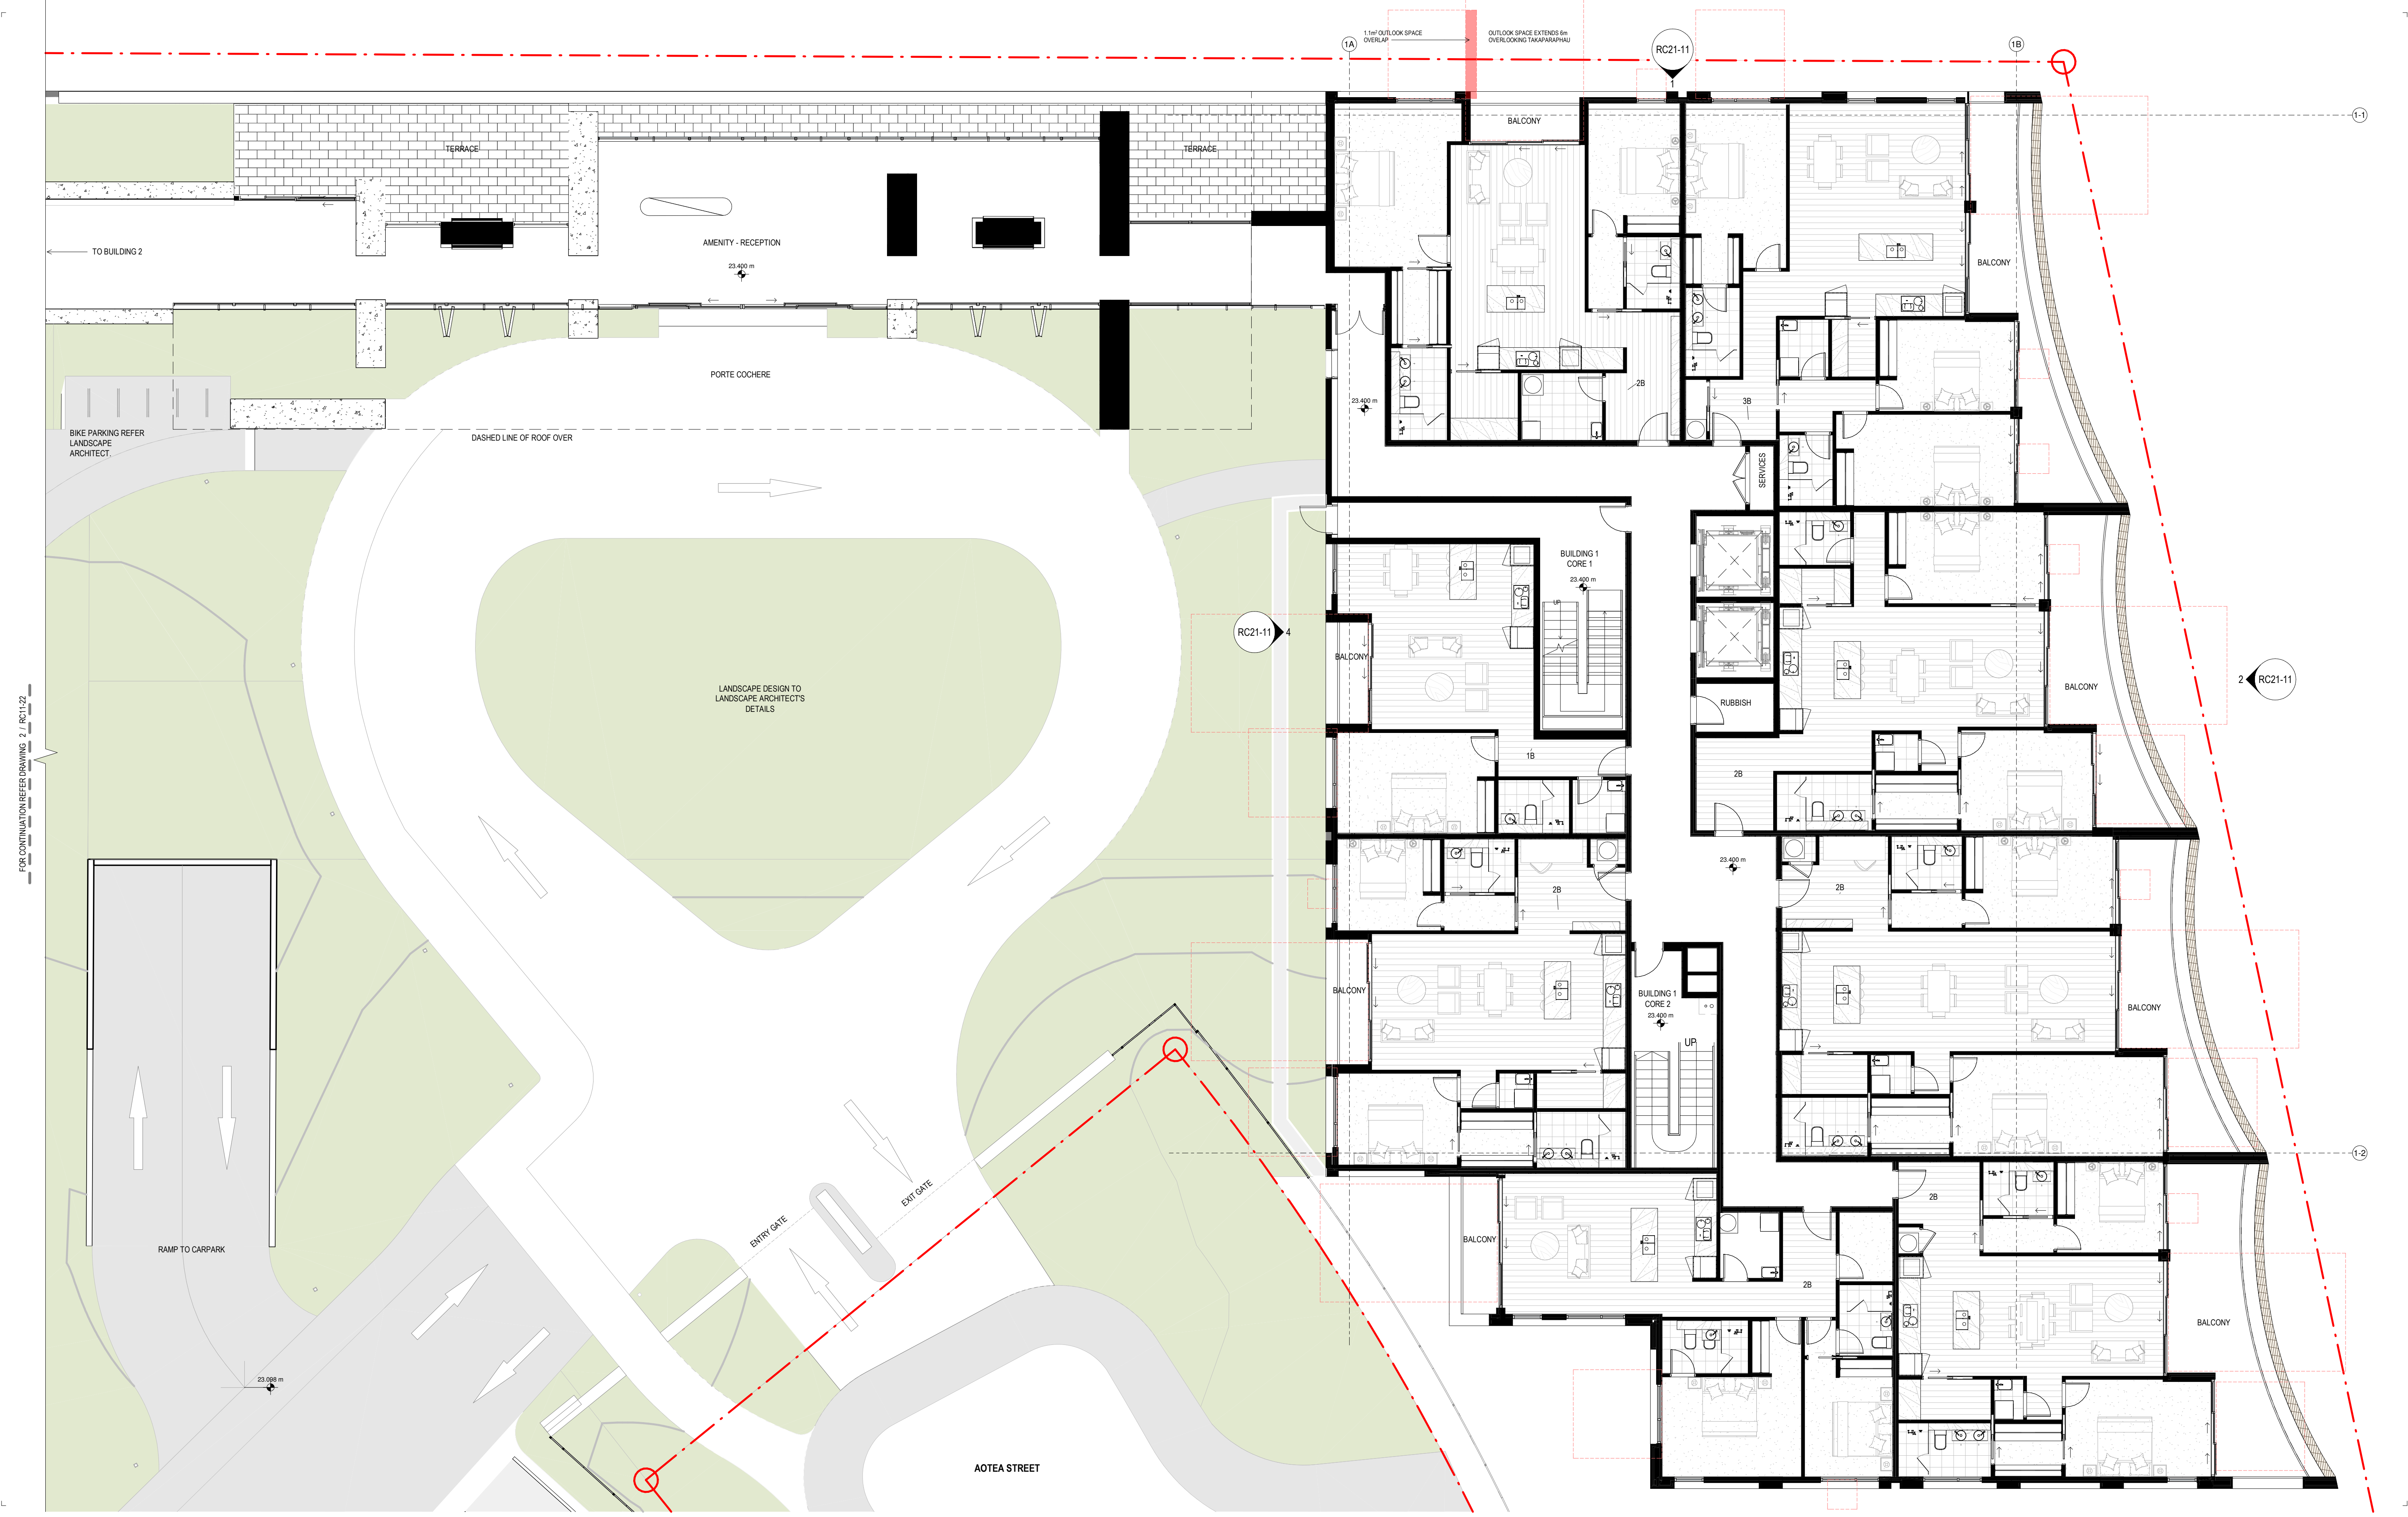 1A
1.1m² OUTLOOK SPACE
OVERLAP
OUTLOOK SPACE EXTENDS 6m
OVERLOOKING TAKAPARAPHAU
RC21-11
1
1B
1-1
TERRACE
TERRACE
BALCONY
TO BUILDING 2
AMENITY - RECEPTION
23.400 m
BALCONY
PORTE COCHERE
2B
3B
23.400 m
BIKE PARKING REFER
LANDSCAPE
ARCHITECT.
DASHED LINE OF ROOF OVER
SERVICES
BUILDING 1
CORE 1
23.400 m
UP
RC21-11
4
BALCONY
LANDSCAPE DESIGN TO
LANDSCAPE ARCHITECT'S
DETAILS
RUBBISH
BALCONY
2
RC21-11
FOR CONTINUATION REFER DRAWING 2 / RC11-22
1B
2B
23.400 m
2B
2B
BALCONY
BUILDING 1
CORE 2
23.400 m
UP
BALCONY
1-2
EXIT GATE
ENTRY GATE
2B
RAMP TO CARPARK
BALCONY
2B
BALCONY
23.098 m
AOTEA STREET